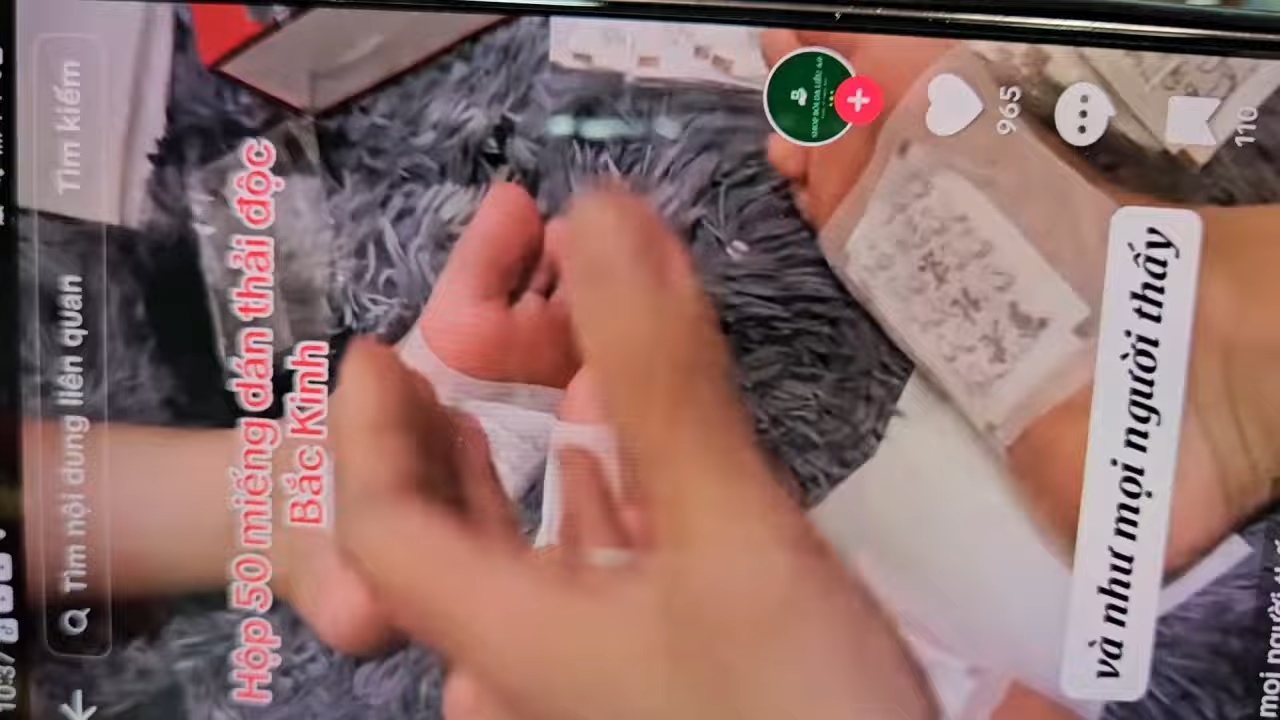 Tìm nội dung liên quan
Tìm kiếm
Hộp 50 miếng dán thải độc
Bắc Kinh
965
110
và như mọi người thấy